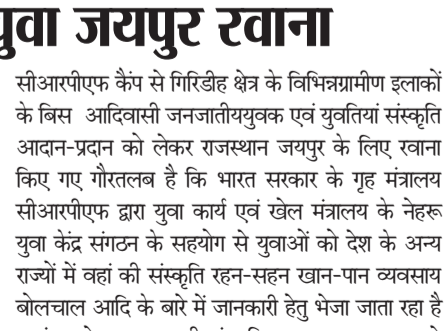 युवा जयपुर रवाना
सीआरपीएफ कैंप से गिरिडीह क्षेत्र के विभिन्नग्रामीण इलाकों
के बिस आदिवासी जनजातीययुवक एवं युवतियां संस्कृति
आदान-प्रदान को लेकर राजस्थान जयपुर के लिए रवाना
किए गए गौरतलब है कि भारत सरकार के गृह मंत्रालय
सीआरपीएफ द्वारा युवा कार्य एवं खेल मंत्रालय के नेहरू
युवा केंद्र संगठन के सहयोग से युवाओं को देश के अन्य
राज्यों में वहां की संस्कृति रहन-सहन खान-पान व्यवसाय
बोलचाल आदि के बारे में जानकारी हेतु भेजा जाता रहा है